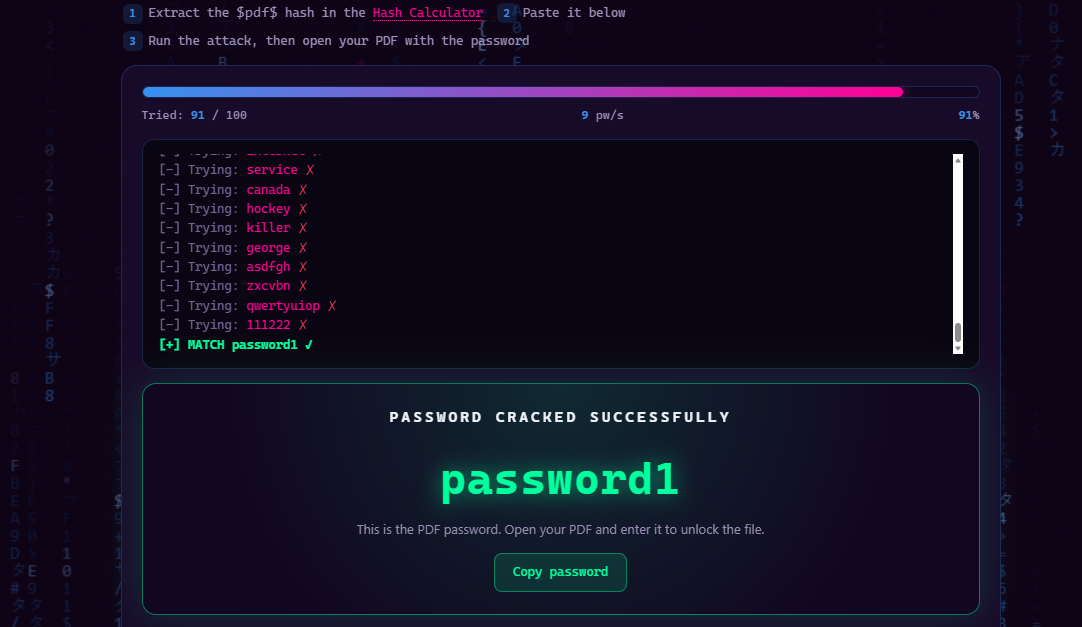 1 Extract the $pdf$ hash in the Hash Calculator 2 Paste it below
3 Run the attack, then open your PDF with the password
Tried: 91 / 100 9 pw/s 91%
[-] Trying: service ✗
[-] Trying: canada ✗
[-] Trying: hockey ✗
[-] Trying: killer ✗
[-] Trying: george ✗
[-] Trying: asdfgh ✗
[-] Trying: zxcvbn ✗
[-] Trying: qwertyuiop ✗
[-] Trying: 111222 ✗
[+] MATCH password1 ✓
PASSWORD CRACKED SUCCESSFULLY
password1
This is the PDF password. Open your PDF and enter it to unlock the file.
Copy password